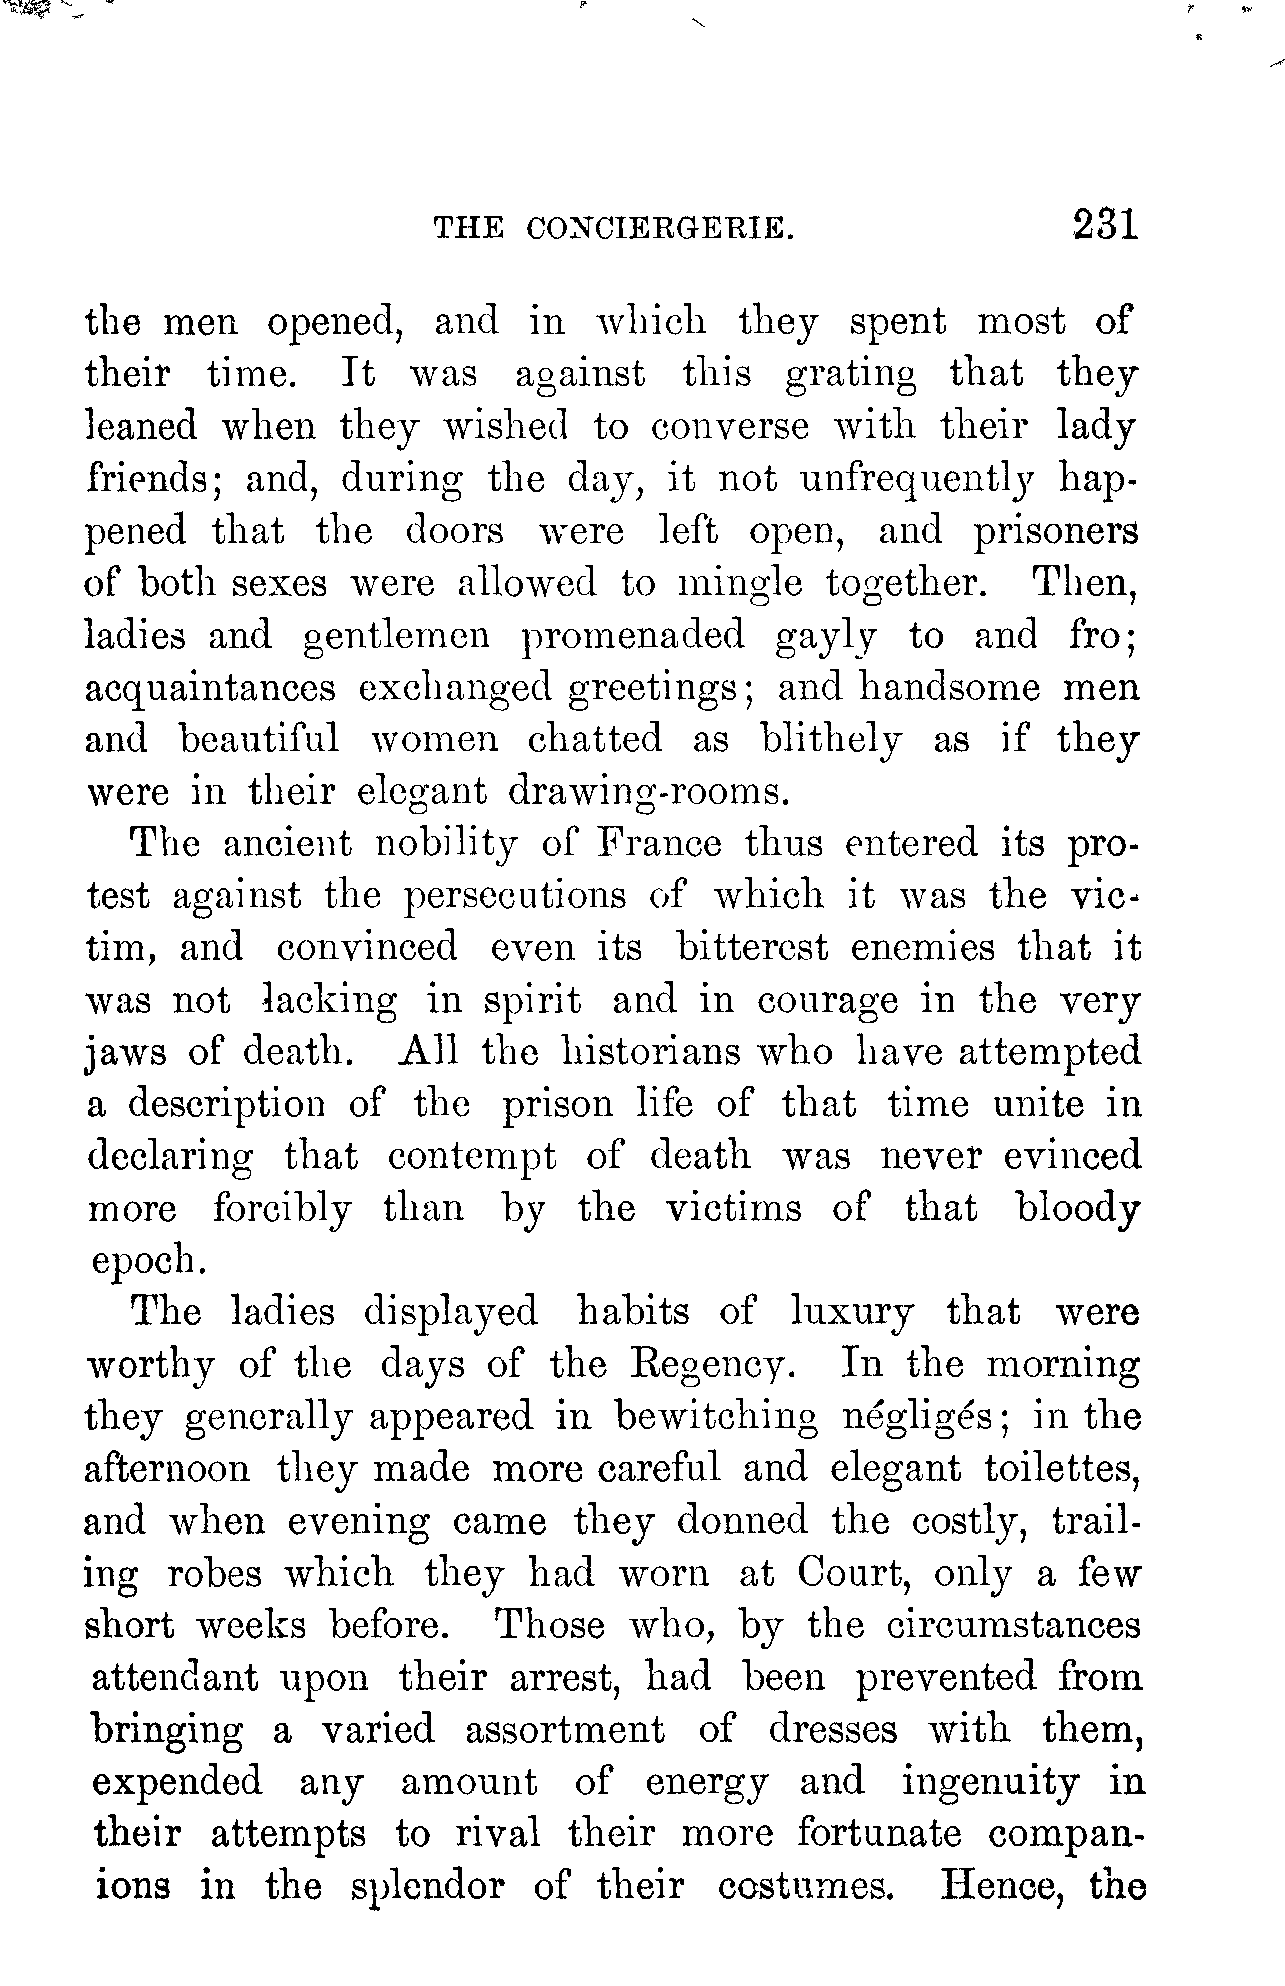 THE CONCIERGERIE. 231
the men opened, and in which they spent most of
their time. It was against this grating that they
leaned when they wished to converse with their lady
friends; and, during the day, it not unfrequently hap-
pened that the doors were left open, and prisoners
of both sexes were allowed to mingle together. Then,
ladies and gentlemen promenaded gayly to and fro;
acquaintances exchanged greetings; and handsome men
and beautiful women chatted as blithely as if they
were in their elegant drawing-rooms.
The ancient nobility of France thus entered its pro-
test against the persecutions of which it was the vic-
tim, and convinced even its bitterest enemies that it
was not lacking in spirit and in courage in the very
jaws of death. All the historians who have attempted
a description of the prison life of that time unite in
declaring that contempt of death was never evinced
more forcibly than by the victims of that bloody
epoch.
The ladies displayed habits of luxury that were
worthy of the days of the Regency. In the morning
they generally appeared in bewitching négligés; in the
afternoon they made more careful and elegant toilettes,
and when evening came they donned the costly, trail-
ing robes which they had worn at Court, only a few
short weeks before. Those who, by the circumstances
attendant upon their arrest, had been prevented from
bringing a varied assortment of dresses with them,
expended any amount of energy and ingenuity in
their attempts to rival their more fortunate compan-
ions in the splendor of their costumes. Hence, the